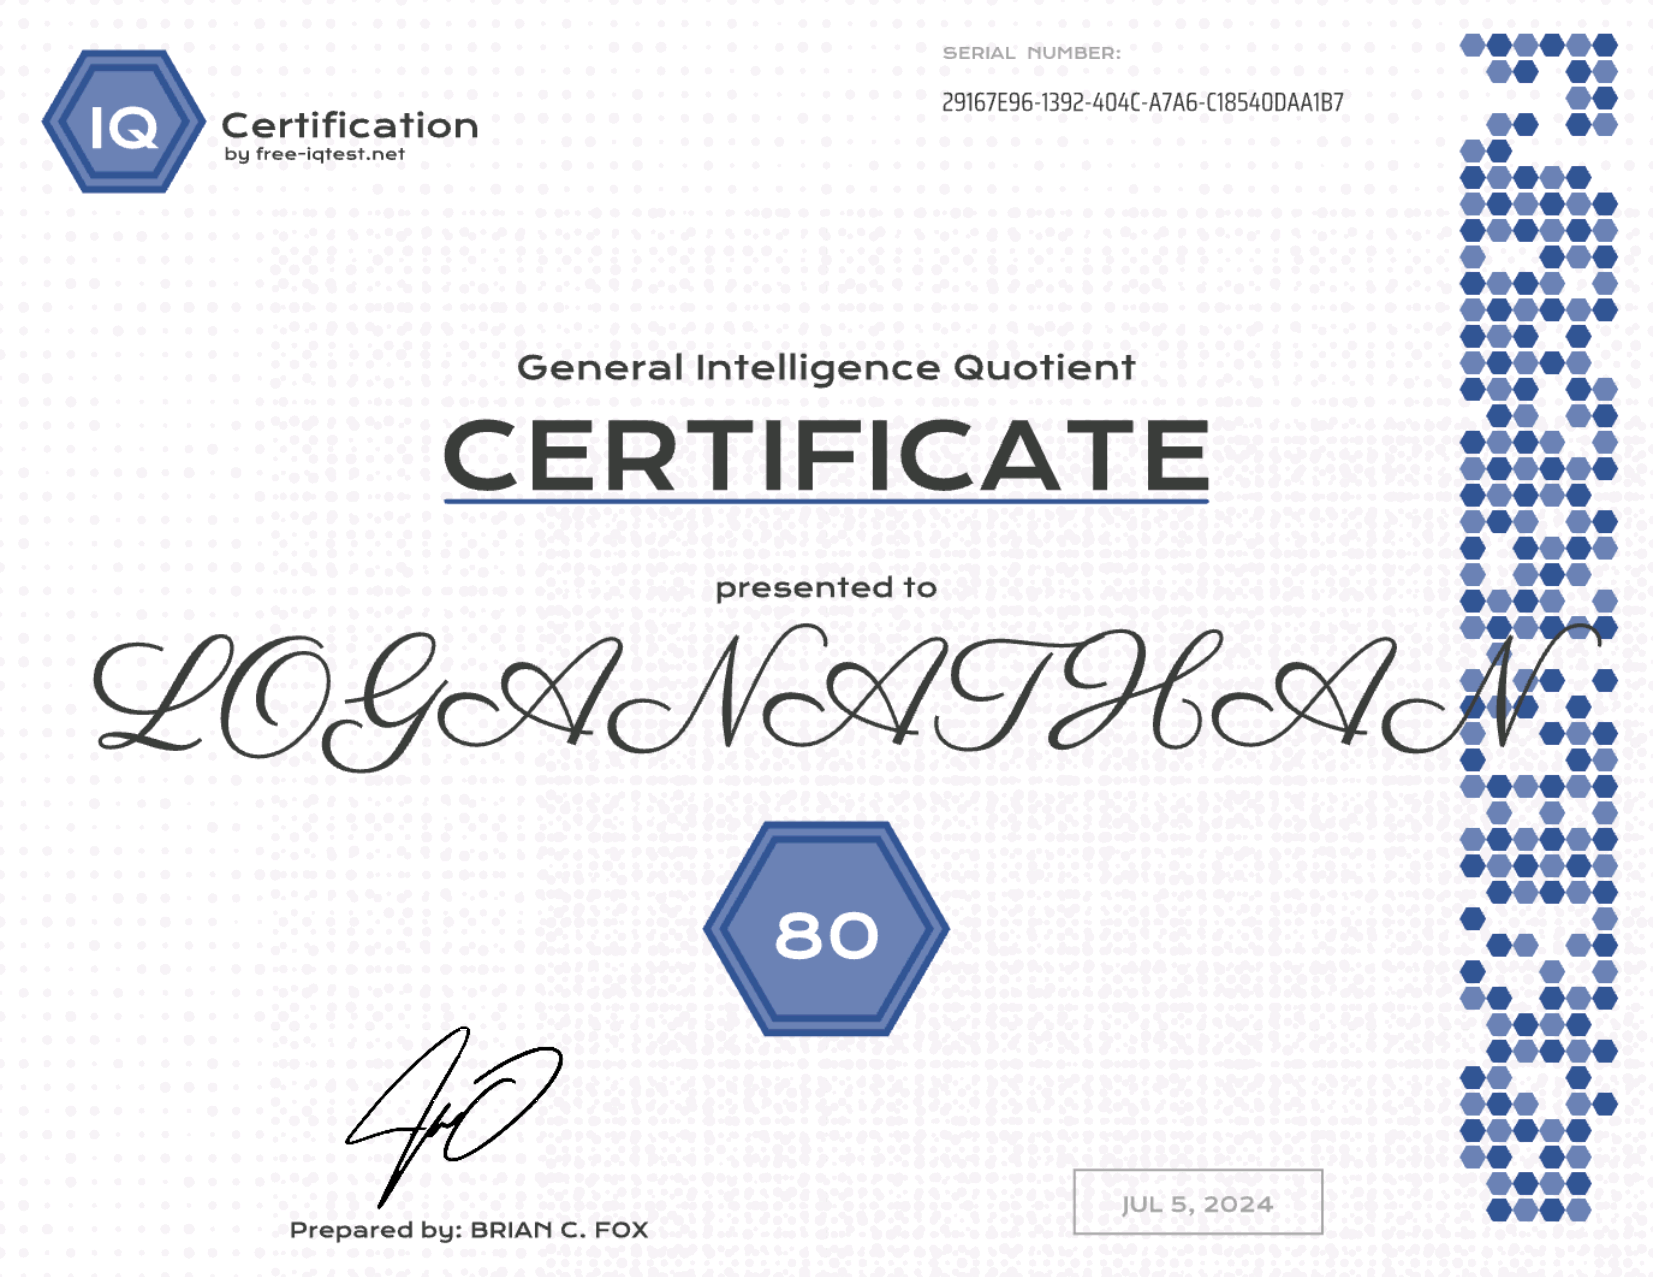 IQ
Certification
by free-iqtest.net
SERIAL NUMBER:
29167E96-1392-404C-A7A6-C18540DAA1B7
General Intelligence Quotient
CERTIFICATE
presented to
LOGANATHAN
80
Prepared by: BRIAN C. FOX
JUL 5, 2024